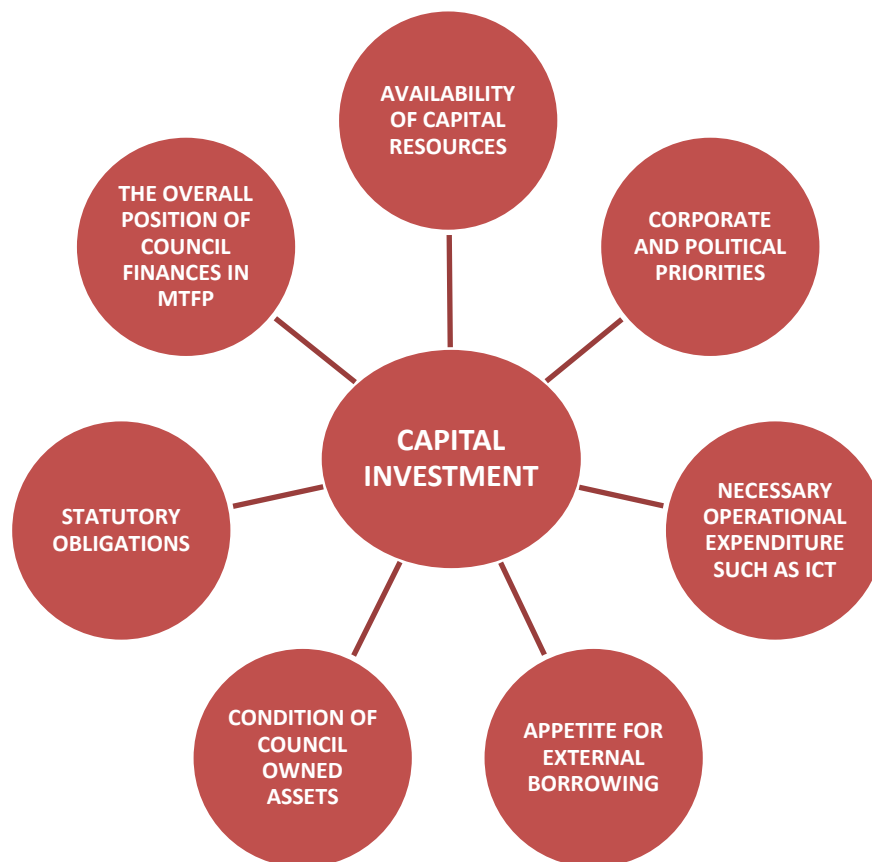 AVAILABILITY
OF CAPITAL
RESOURCES
THE OVERALL
POSITION OF
COUNCIL
FINANCES IN
MTFP
CORPORATE
AND POLITICAL
PRIORITIES
CAPITAL
INVESTMENT
STATUTORY
OBLIGATIONS
NECESSARY
OPERATIONAL
EXPENDITURE
SUCH AS ICT
CONDITION OF
COUNCIL
OWNED
ASSETS
APPETITE FOR
EXTERNAL
BORROWING